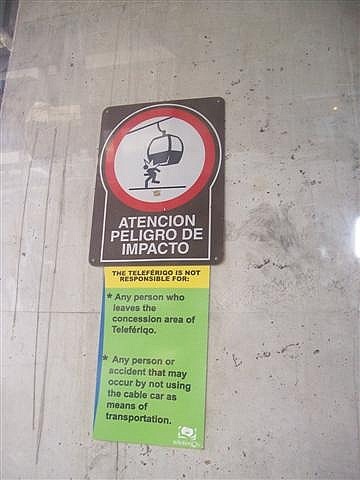 ATENCION
PELIGRO DE
IMPACTO
THE TELEFÉRIQO IS NOT
RESPONSIBLE FOR:
* Any person who
leaves the
concession area of
Telefériqo.
* Any person or
accident that may
occur by not using
the cable car as
means of
transportation.